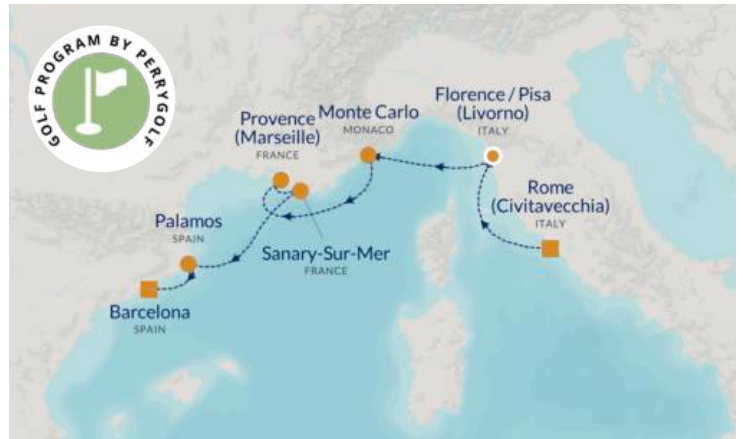 GOLF PROGRAM BY PERRYGOLF
Provence
(Marseille)
FRANCE
Monte Carlo
MONACO
Florence / Pisa
(Livorno)
ITALY
Rome
(Civitavecchia)
ITALY
Palamos
SPAIN
Sanary-Sur-Mer
FRANCE
Barcelona
SPAIN